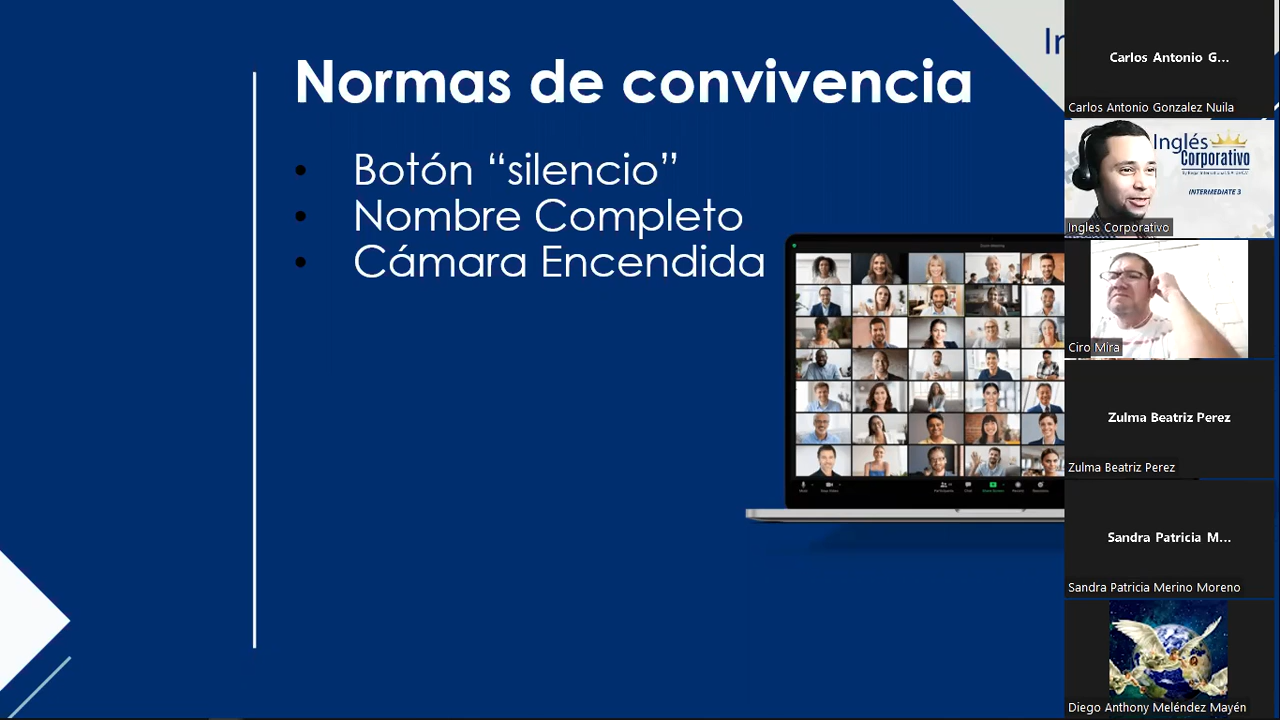 Normas de convivencia
• Botón “silencio”
• Nombre Completo
• Cámara Encendida
In
Carlos Antonio G...
Carlos Antonio Gonzalez Nuila
Inglés
Corporativo
INTERMEDIATE 3
Ingles Corporativo
Ciro Mira
Zulma Beatriz Perez
Zulma Beatriz Perez
Sandra Patricia M...
Sandra Patricia Merino Moreno
Diego Anthony Meléndez Mayén